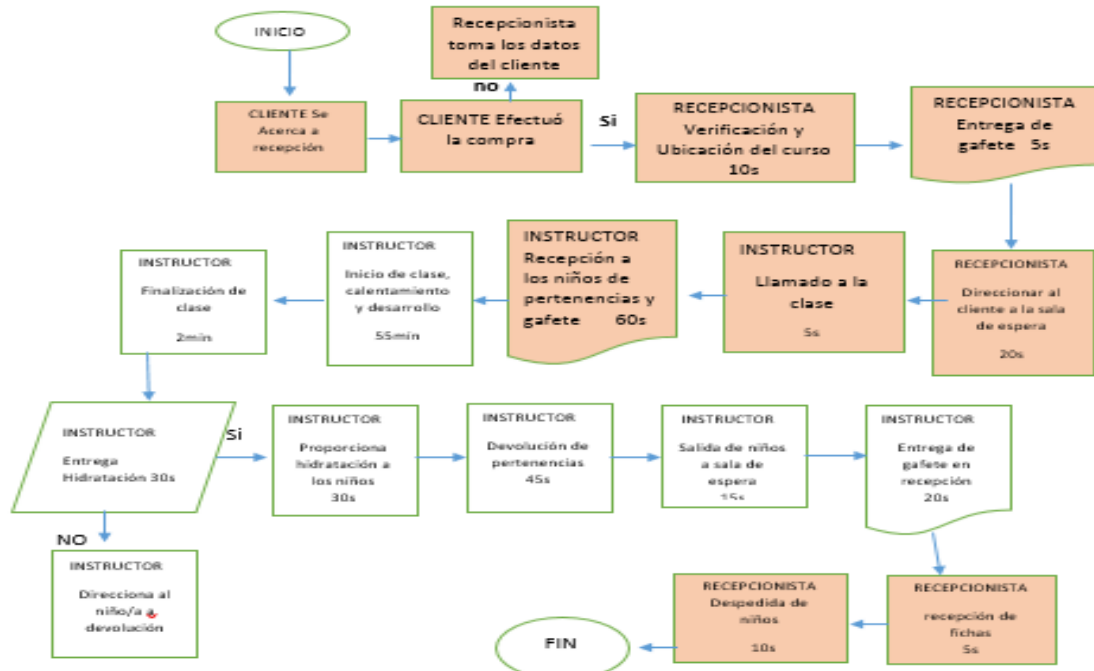 INICIO
Recepcionista
toma los datos
del cliente
no
CLIENTE Se
Acerca a
recepción
CLIENTE Efectuó
la compra
Si
RECEPCIONISTA
Verificación y
Ubicación del curso
10s
RECEPCIONISTA
Entrega de
gafete 5s
INSTRUCTOR
Finalización de
clase
2min
INSTRUCTOR
Inicio de clase,
calentamiento
y desarrollo
55min
INSTRUCTOR
Recepción a
los niños de
pertenencias y
gafete 60s
INSTRUCTOR
Llamado a la
clase
5s
RECEPCIONISTA
Direccionar al
cliente a la sala
de espera
20s
INSTRUCTOR
Entrega
Hidratación 30s
Si
INSTRUCTOR
Proporciona
hidratación a
los niños
30s
INSTRUCTOR
Devolución de
pertenencias
45s
INSTRUCTOR
Salida de niños
a sala de
espera
15s
INSTRUCTOR
Entrega de
gafete en
recepción
20s
NO
INSTRUCTOR
Direcciona al
niño/a a
devolución
FIN
RECEPCIONISTA
Despedida de
niños
10s
RECEPCIONISTA
recepción de
fichas
5s